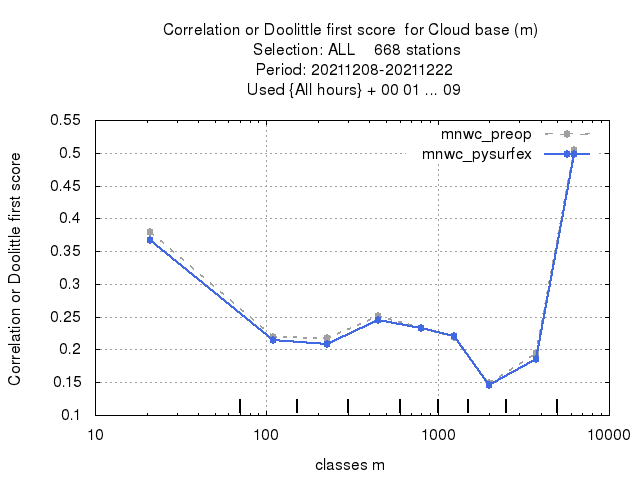 Correlation or Doolittle first score  for Cloud base (m)
Selection: ALL    668 stations
Period: 20211208-20211222
Used {All hours} + 00 01 ... 09
mnwc_preop
mnwc_pysurfex
Correlation or Doolittle first score
0.55
0.5
0.45
0.4
0.35
0.3
0.25
0.2
0.15
0.1
10
100
1000
10000
classes m